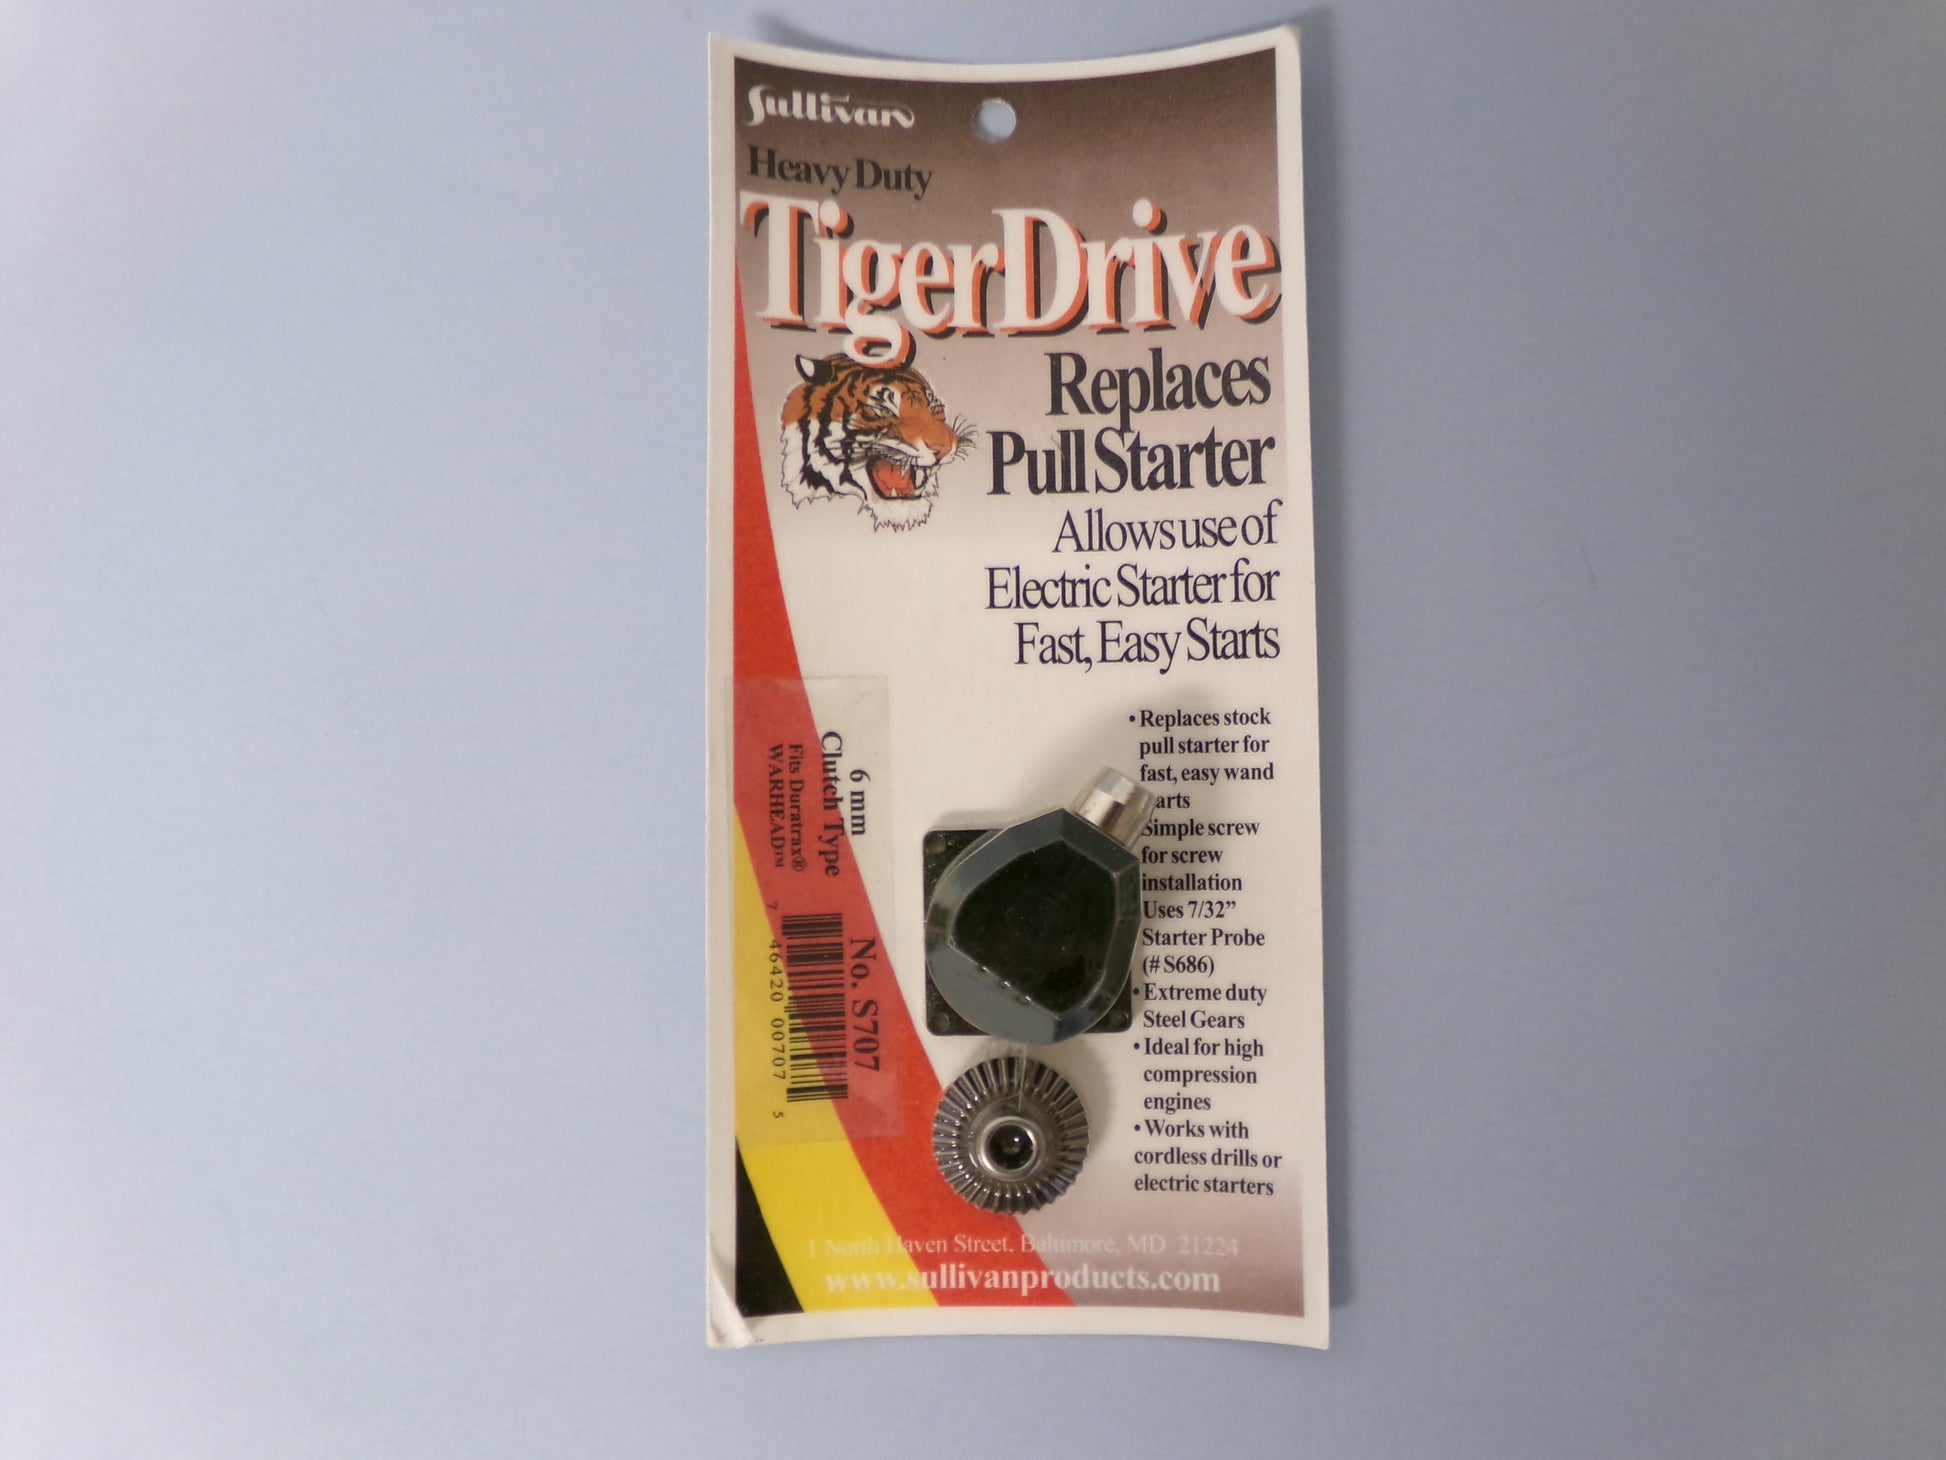 Sullivan
Heavy Duty
TigerDrive
Replaces
Pull Starter
Allows use of
Electric Starter for
Fast, Easy Starts
• Replaces stock
pull starter for
fast, easy wand
arts
Simple screw
for screw
installation
Uses 7/32”
Starter Probe
(# S686)
• Extreme duty
Steel Gears
• Ideal for high
compression
engines
• Works with
cordless drills or
electric starters
6 mm
Clutch Type
Fits Duratrax®
WARHEAD™
No. S707
7 46420 00707 5
1 North Haven Street, Baltimore, MD 21224
www.sullivanproducts.com